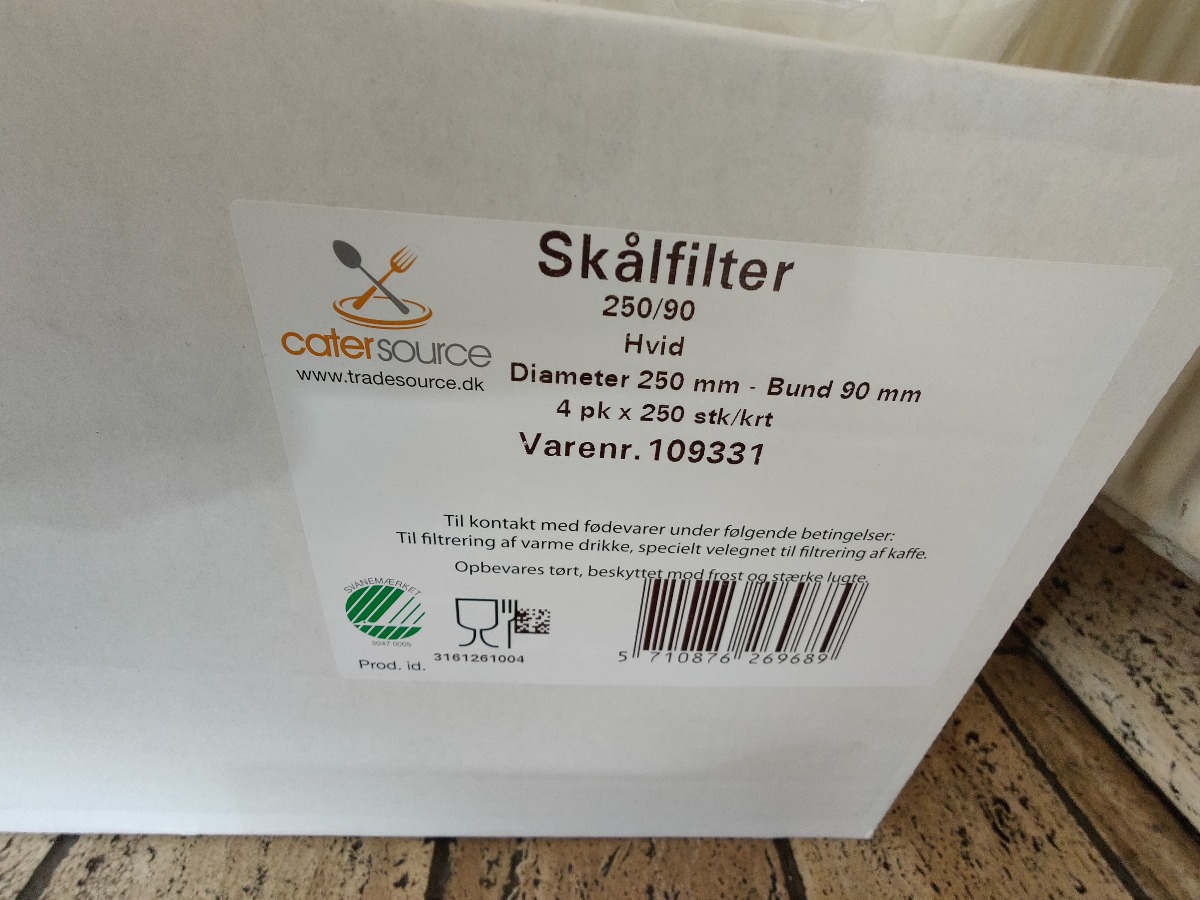 Skålfilter
250/90
Hvid
Diameter 250 mm - Bund 90 mm
4 pk x 250 stk/krt
Varenr. 109331
catersource
www.tradesource.dk
Til kontakt med fødevarer under følgende betingelser:
Til filtrering af varme drikke, specielt velegnet til filtrering af kaffe.
Opbevares tørt, beskyttet mod frost og stærke lugte.
SVANEMÆRKET
3047 0005
Prod. id. 3161261004
5 710876 269689